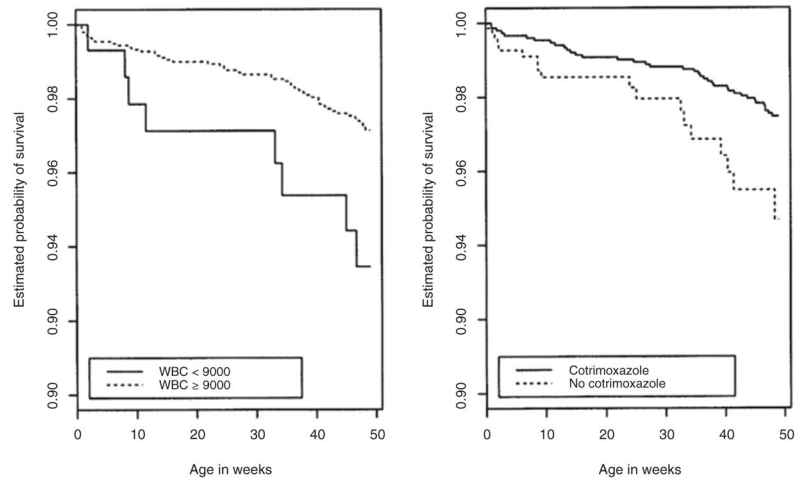 Estimated probability of survival
1.00
0.98
0.96
0.94
0.90
0.90
WBC < 9000
WBC ≥ 9000
0 10 20 30 40 50
Age in weeks
Estimated probability of survival
1.00
0.98
0.96
0.94
0.90
0.90
Cotrimoxazole
No cotrimoxazole
0 10 20 30 40 50
Age in weeks